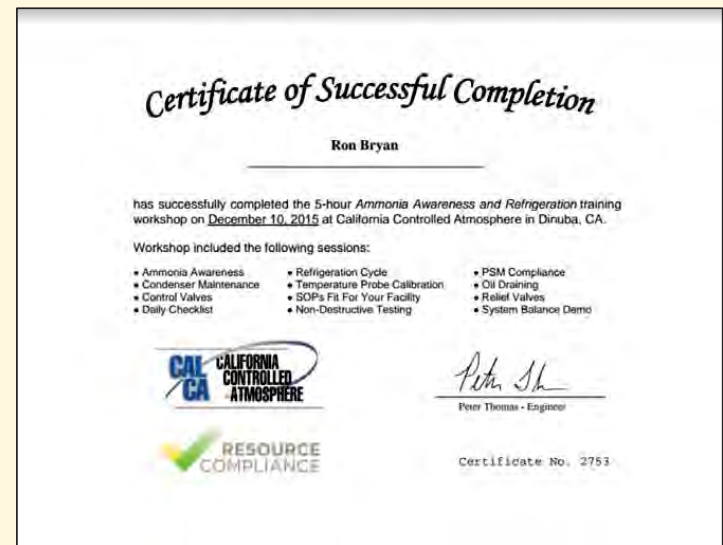 Certificate of Successful Completion
Ron Bryan
has successfully completed the 5-hour Ammonia Awareness and Refrigeration training
workshop on December 10, 2015 at California Controlled Atmosphere in Dinuba, CA.
Workshop included the following sessions:
• Ammonia Awareness
• Condenser Maintenance
• Control Valves
• Daily Checklist
• Refrigeration Cycle
• Temperature Probe Calibration
• SOPs Fit For Your Facility
• Non-Destructive Testing
• PSM Compliance
• Oil Draining
• Relief Valves
• System Balance Demo
CAL CA CALIFORNIA
CONTROLLED
ATMOSPHERE
Peter Thomas - Engineer
RESOURCE
COMPLIANCE
Certificate No. 2753